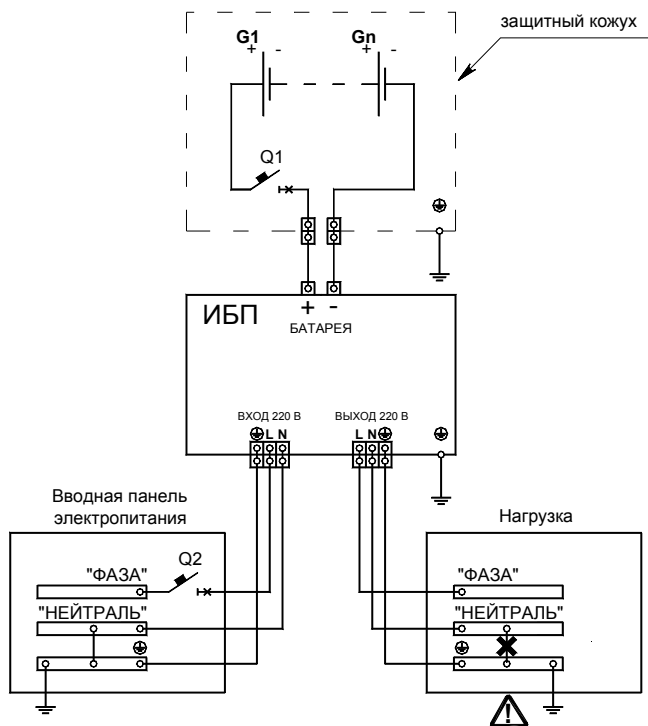 защитный кожух
G1 Gn
+ - + -
Q1
+ -
ИБП
БАТАРЕЯ
ВХОД 220 В ВЫХОД 220 В
L N L N
Вводная панель
электропитания
Нагрузка
"ФАЗА" Q2 "ФАЗА"
"НЕЙТРАЛЬ" "НЕЙТРАЛЬ"